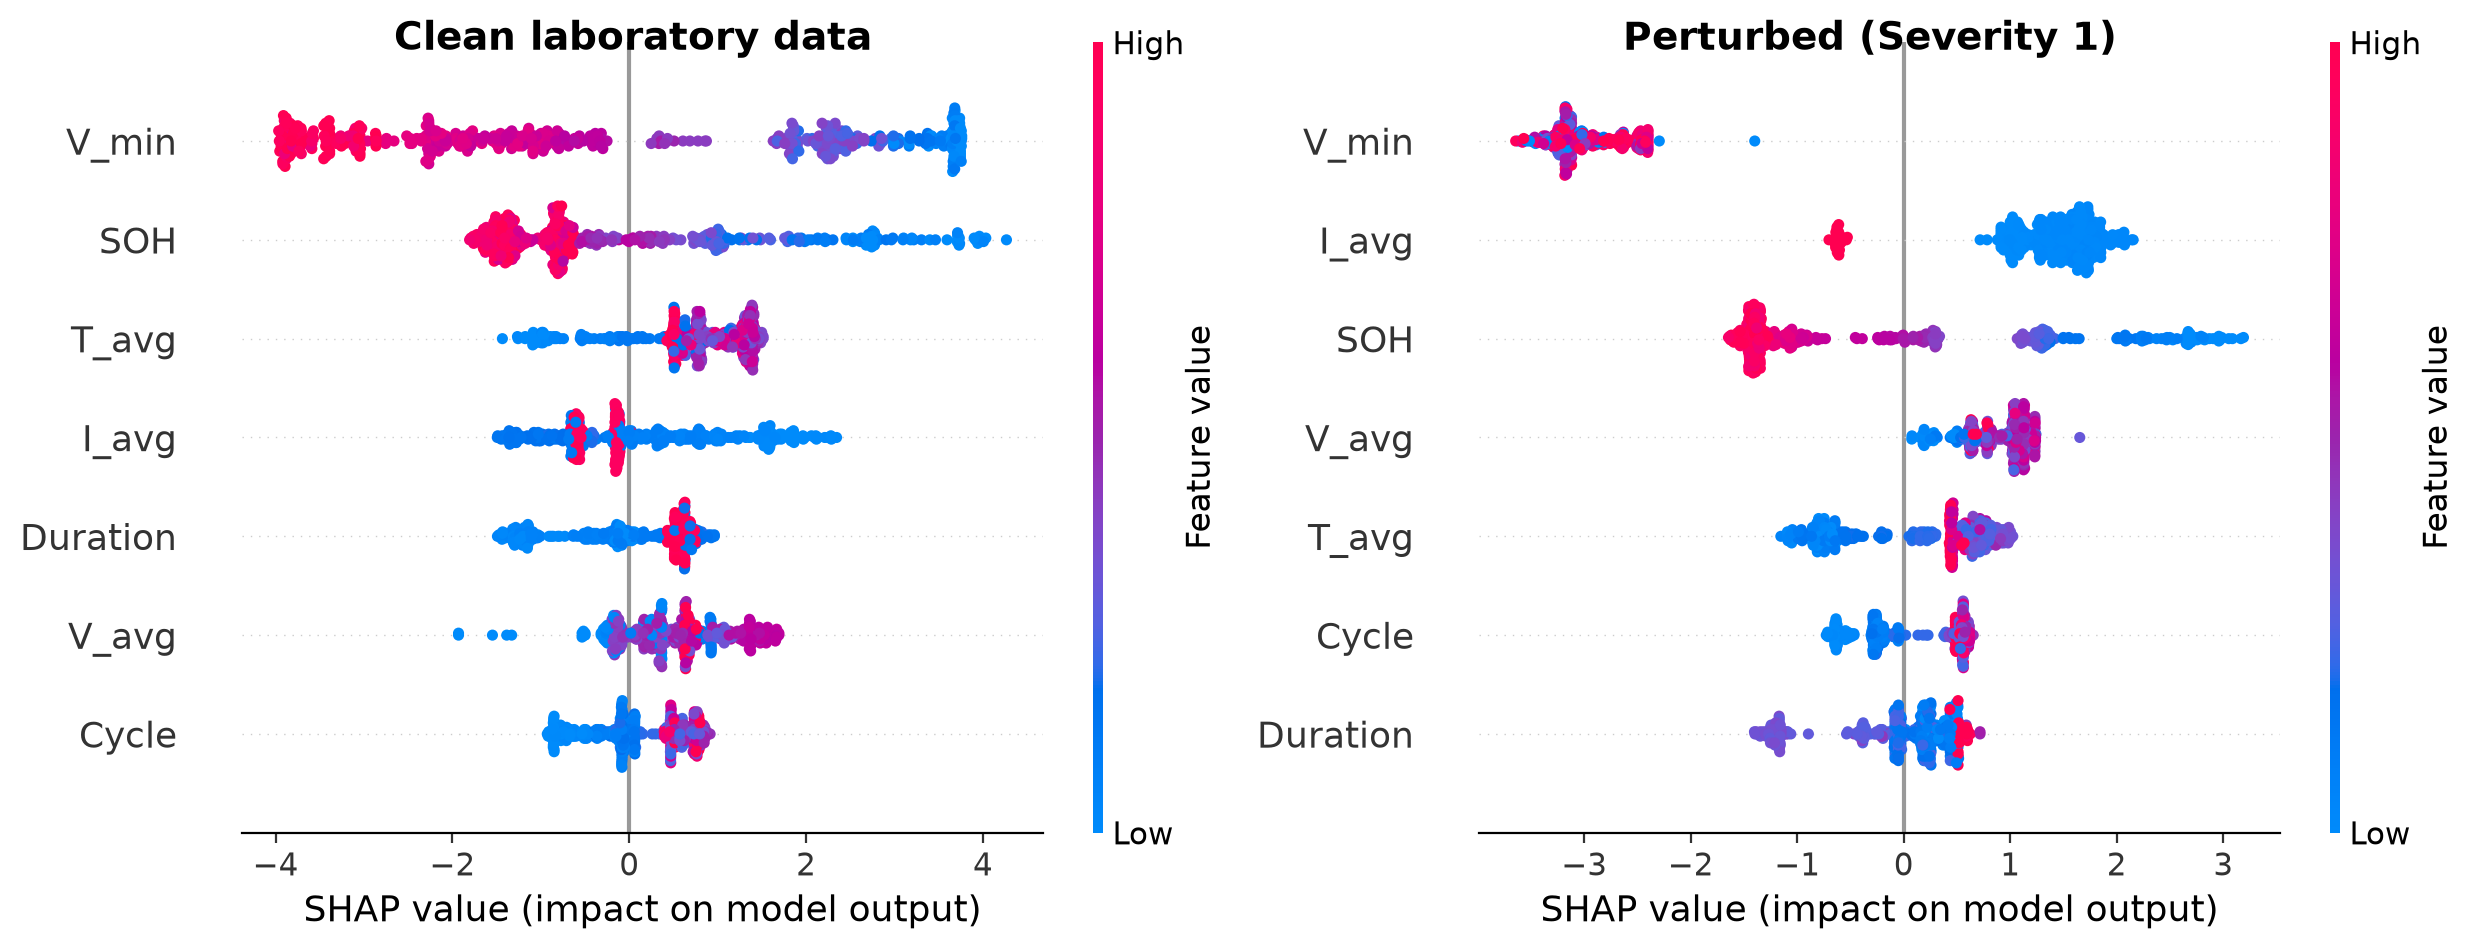 Clean laboratory data
High
V_min
SOH
T_avg
I_avg
Duration
V_avg
Cycle
Feature value
Low
−4 −2 0 2 4
SHAP value (impact on model output)
Perturbed (Severity 1)
High
V_min
I_avg
SOH
V_avg
T_avg
Cycle
Duration
Feature value
Low
−3 −2 −1 0 1 2 3
SHAP value (impact on model output)